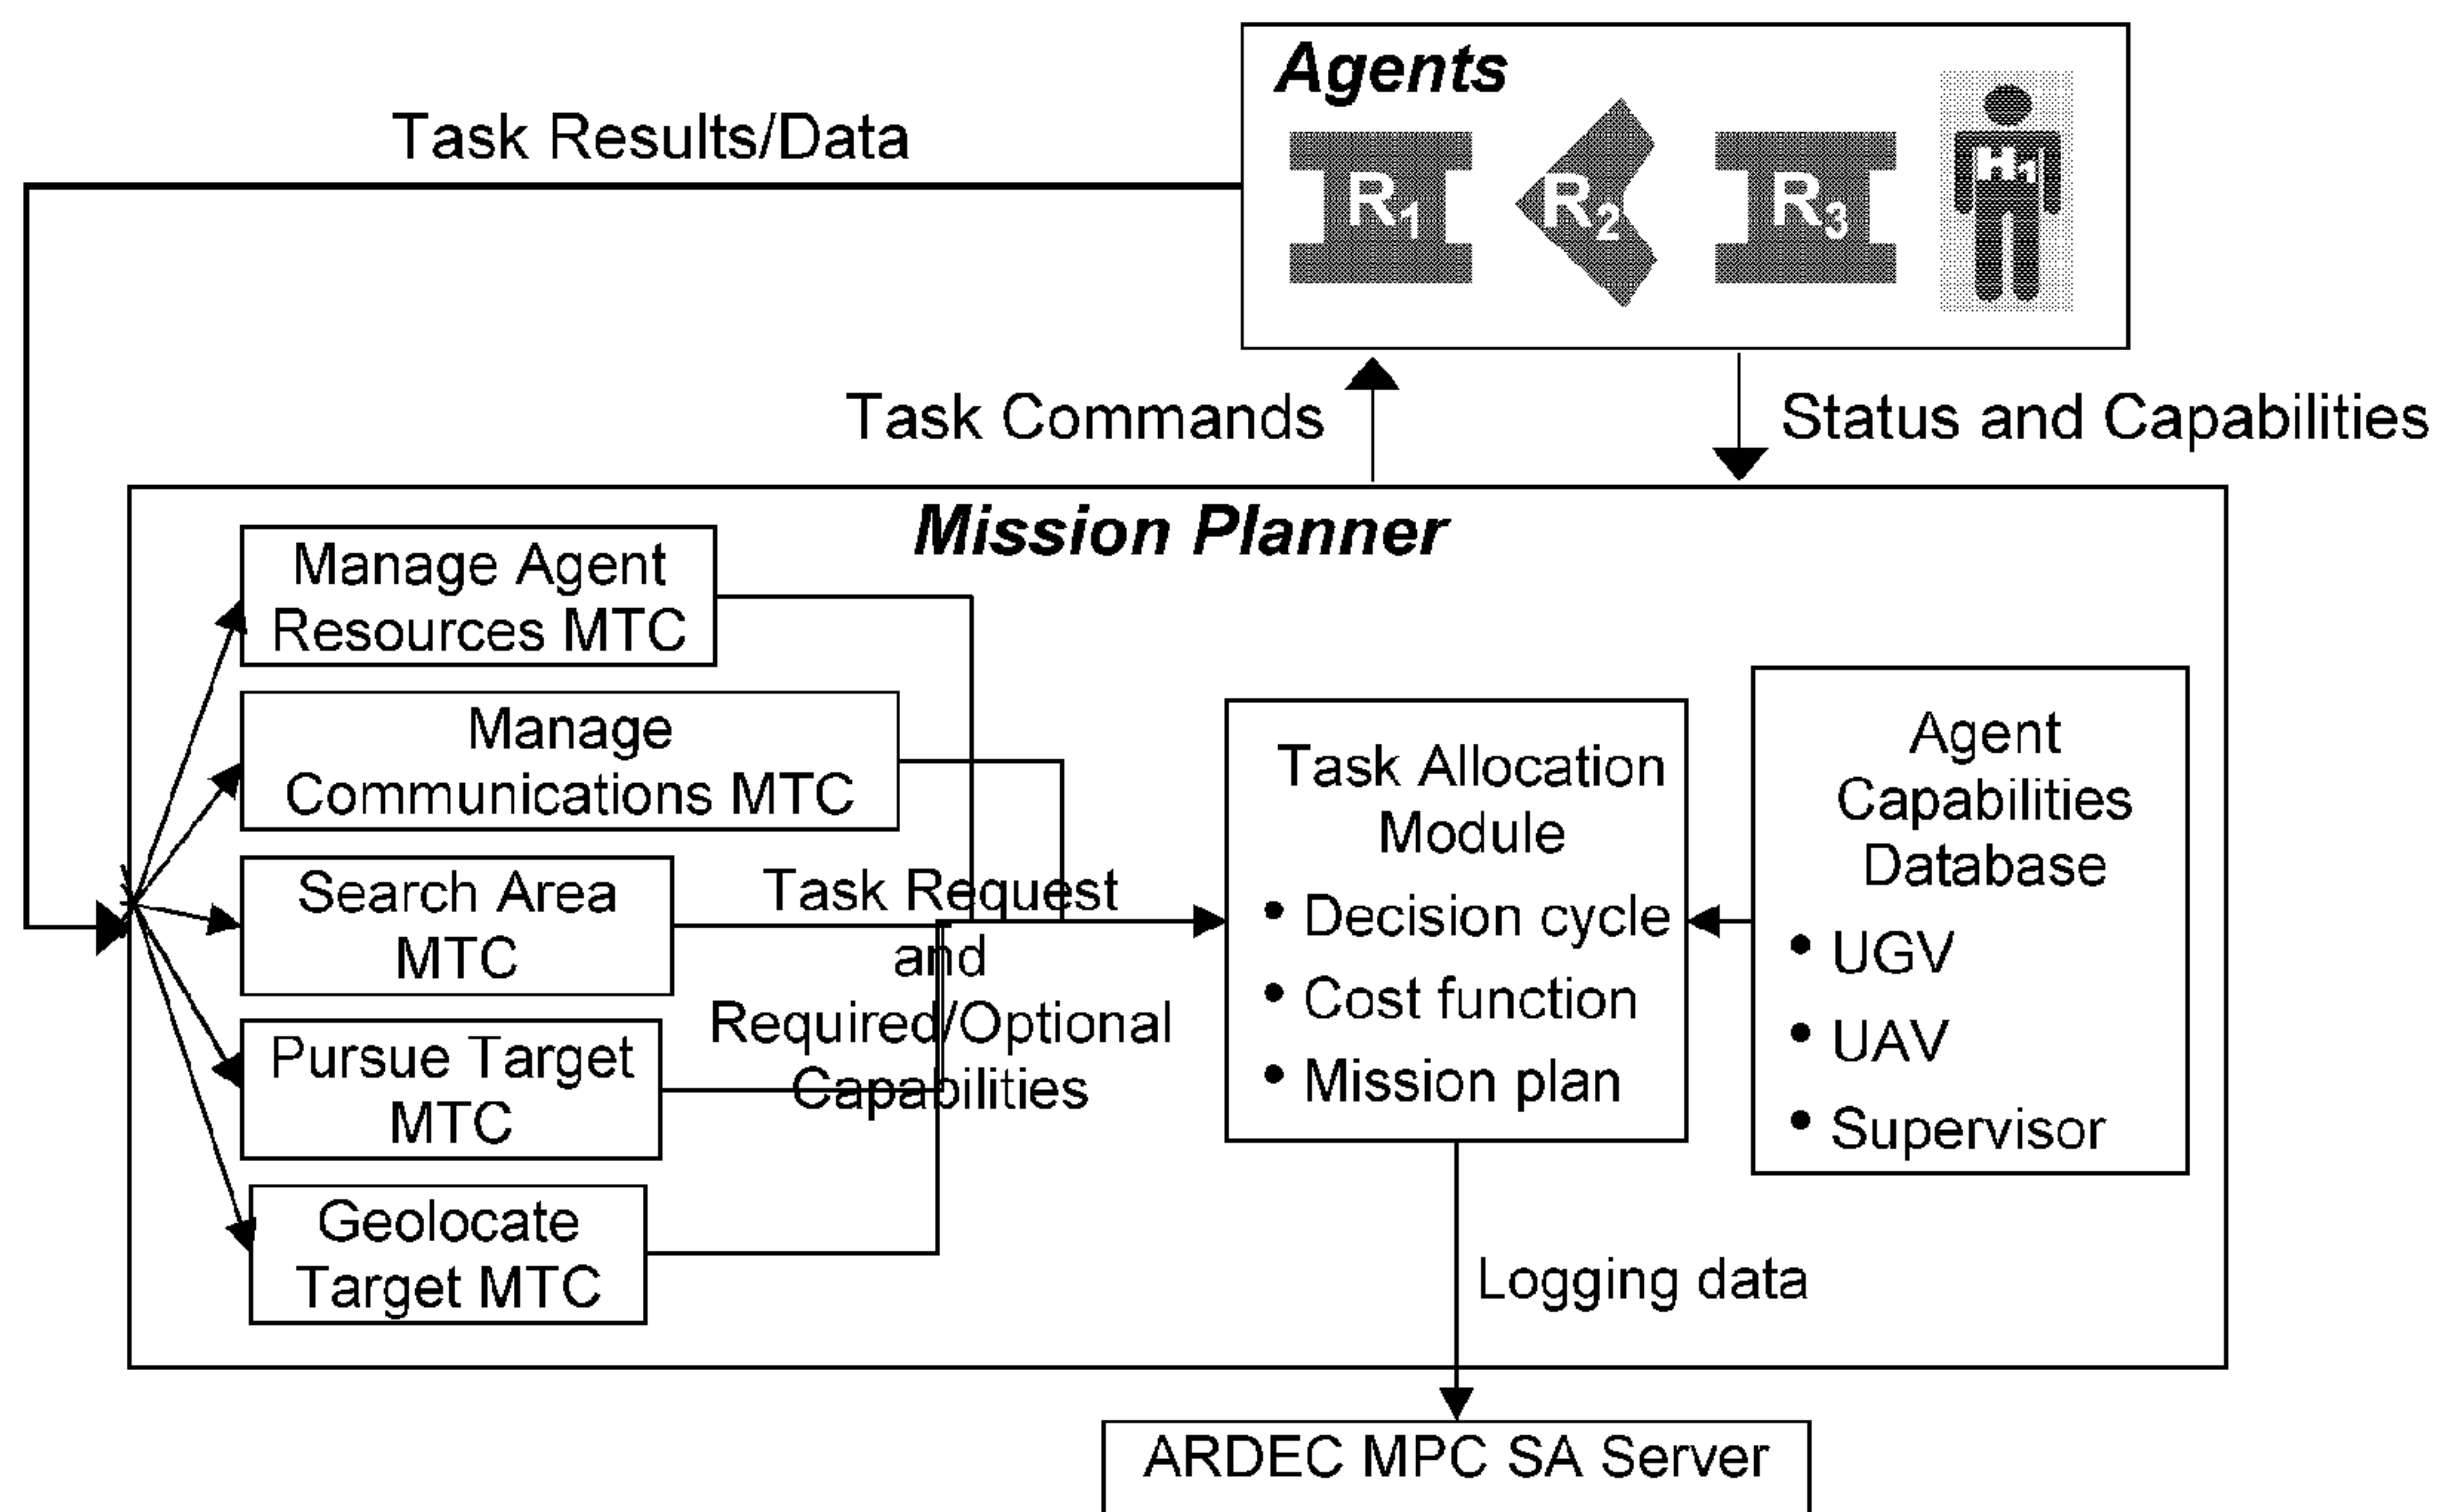 Agents
Task Results/Data
R1
R2
R3
H1
Task Commands
Status and Capabilities
Mission Planner
Manage Agent
Resources MTC
Manage
Communications MTC
Search Area
MTC
Pursue Target
MTC
Geolocate
Target MTC
Task Request
and
Required/Optional
Capabilities
Task Allocation
Module
• Decision cycle
• Cost function
• Mission plan
Agent
Capabilities
Database
• UGV
• UAV
• Supervisor
Logging data
ARDEC MPC SA Server